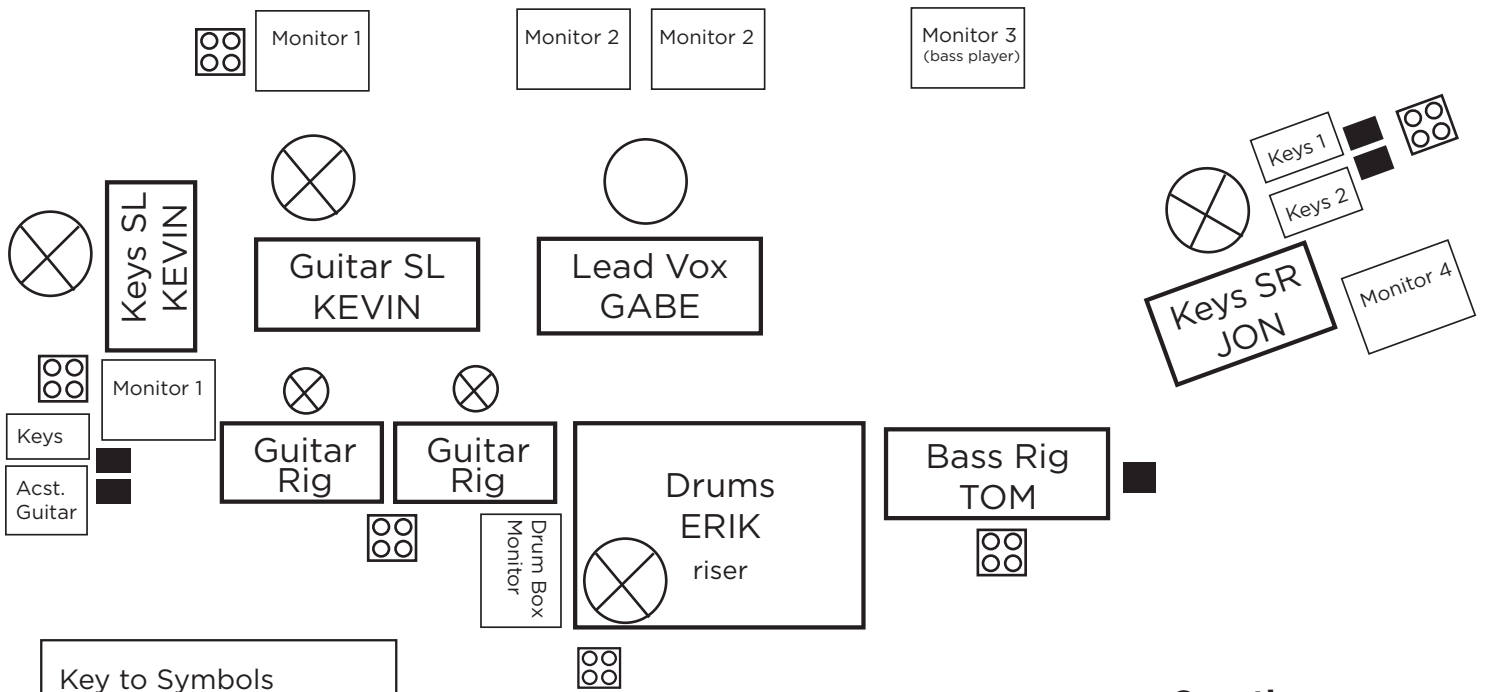 Monitor 1
Monitor 2
Monitor 2
Monitor 3
(bass player)
Keys 1
Keys 2
Keys SL
KEVIN
Guitar SL
KEVIN
Lead Vox
GABE
Keys SR
JON
Monitor 4
Monitor 1
Keys
Acst.
Guitar
Guitar
Rig
Guitar
Rig
Drum Box
Monitor
Drums
ERIK
riser
Bass Rig
TOM
Key to Symbols